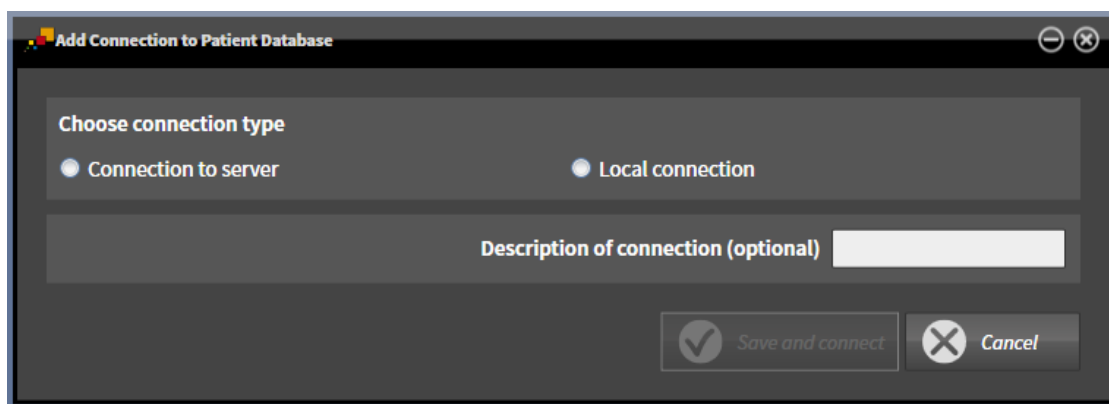 Add Connection to Patient Database
Choose connection type
Connection to server
Local connection
Description of connection (optional)
Save and connect
Cancel